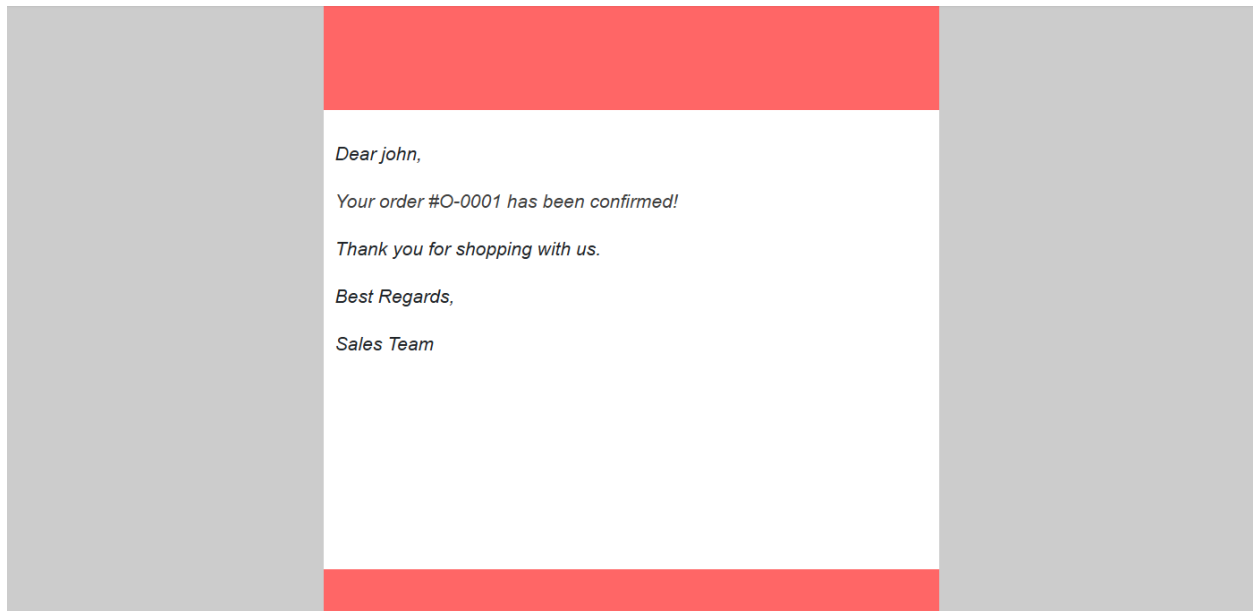 Dear john,
Your order #O-0001 has been confirmed!
Thank you for shopping with us.
Best Regards,
Sales Team